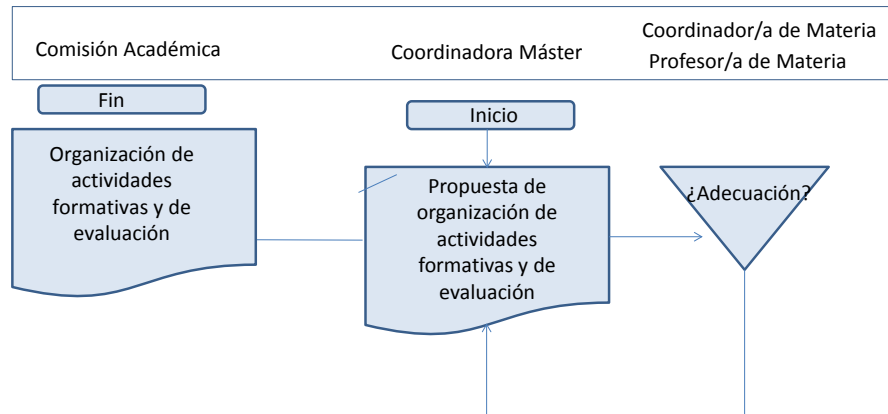 Comisión Académica
Coordinadora Máster
Coordinador/a de Materia
Profesor/a de Materia
Fin
Inicio
Organización de
actividades
formativas y de
evaluación
Propuesta de
organización de
actividades
formativas y de
evaluación
¿Adecuación?